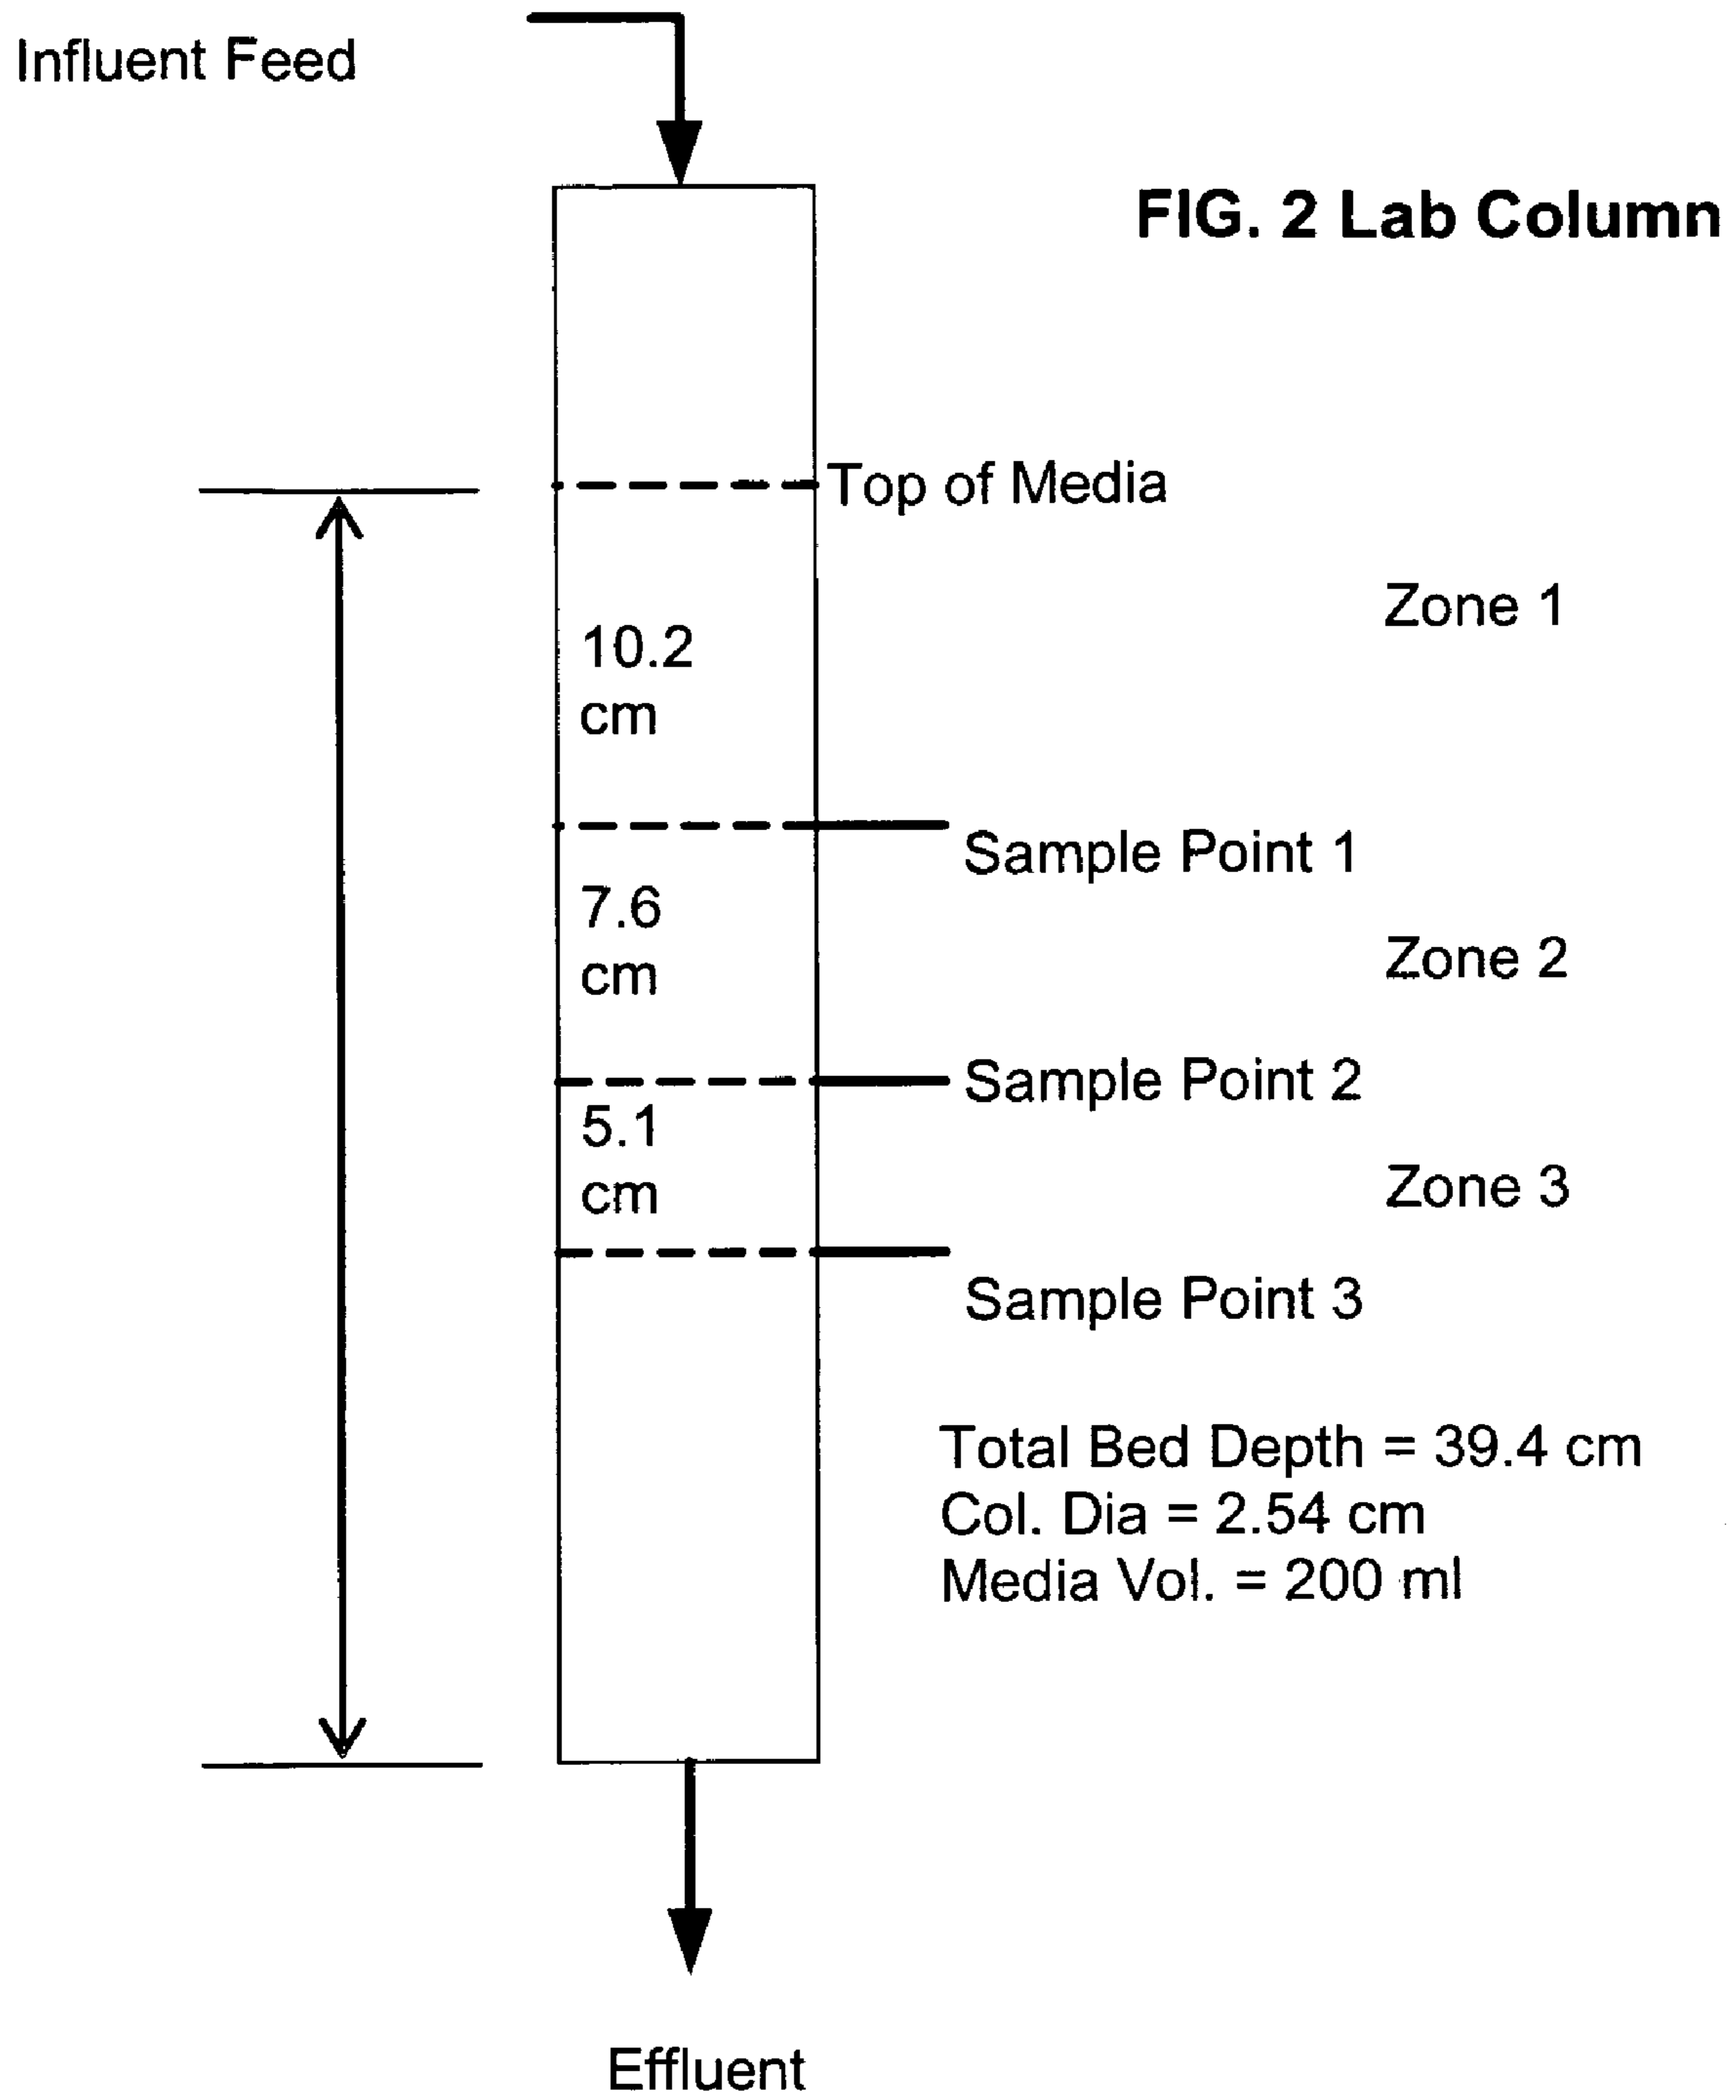 Influent Feed
FIG. 2 Lab Column
Top of Media
Zone 1
10.2
cm
Sample Point 1
7.6
cm
Zone 2
Sample Point 2
5.1
cm
Zone 3
Sample Point 3
Total Bed Depth = 39.4 cm
Col. Dia = 2.54 cm
Media Vol. = 200 ml
Effluent